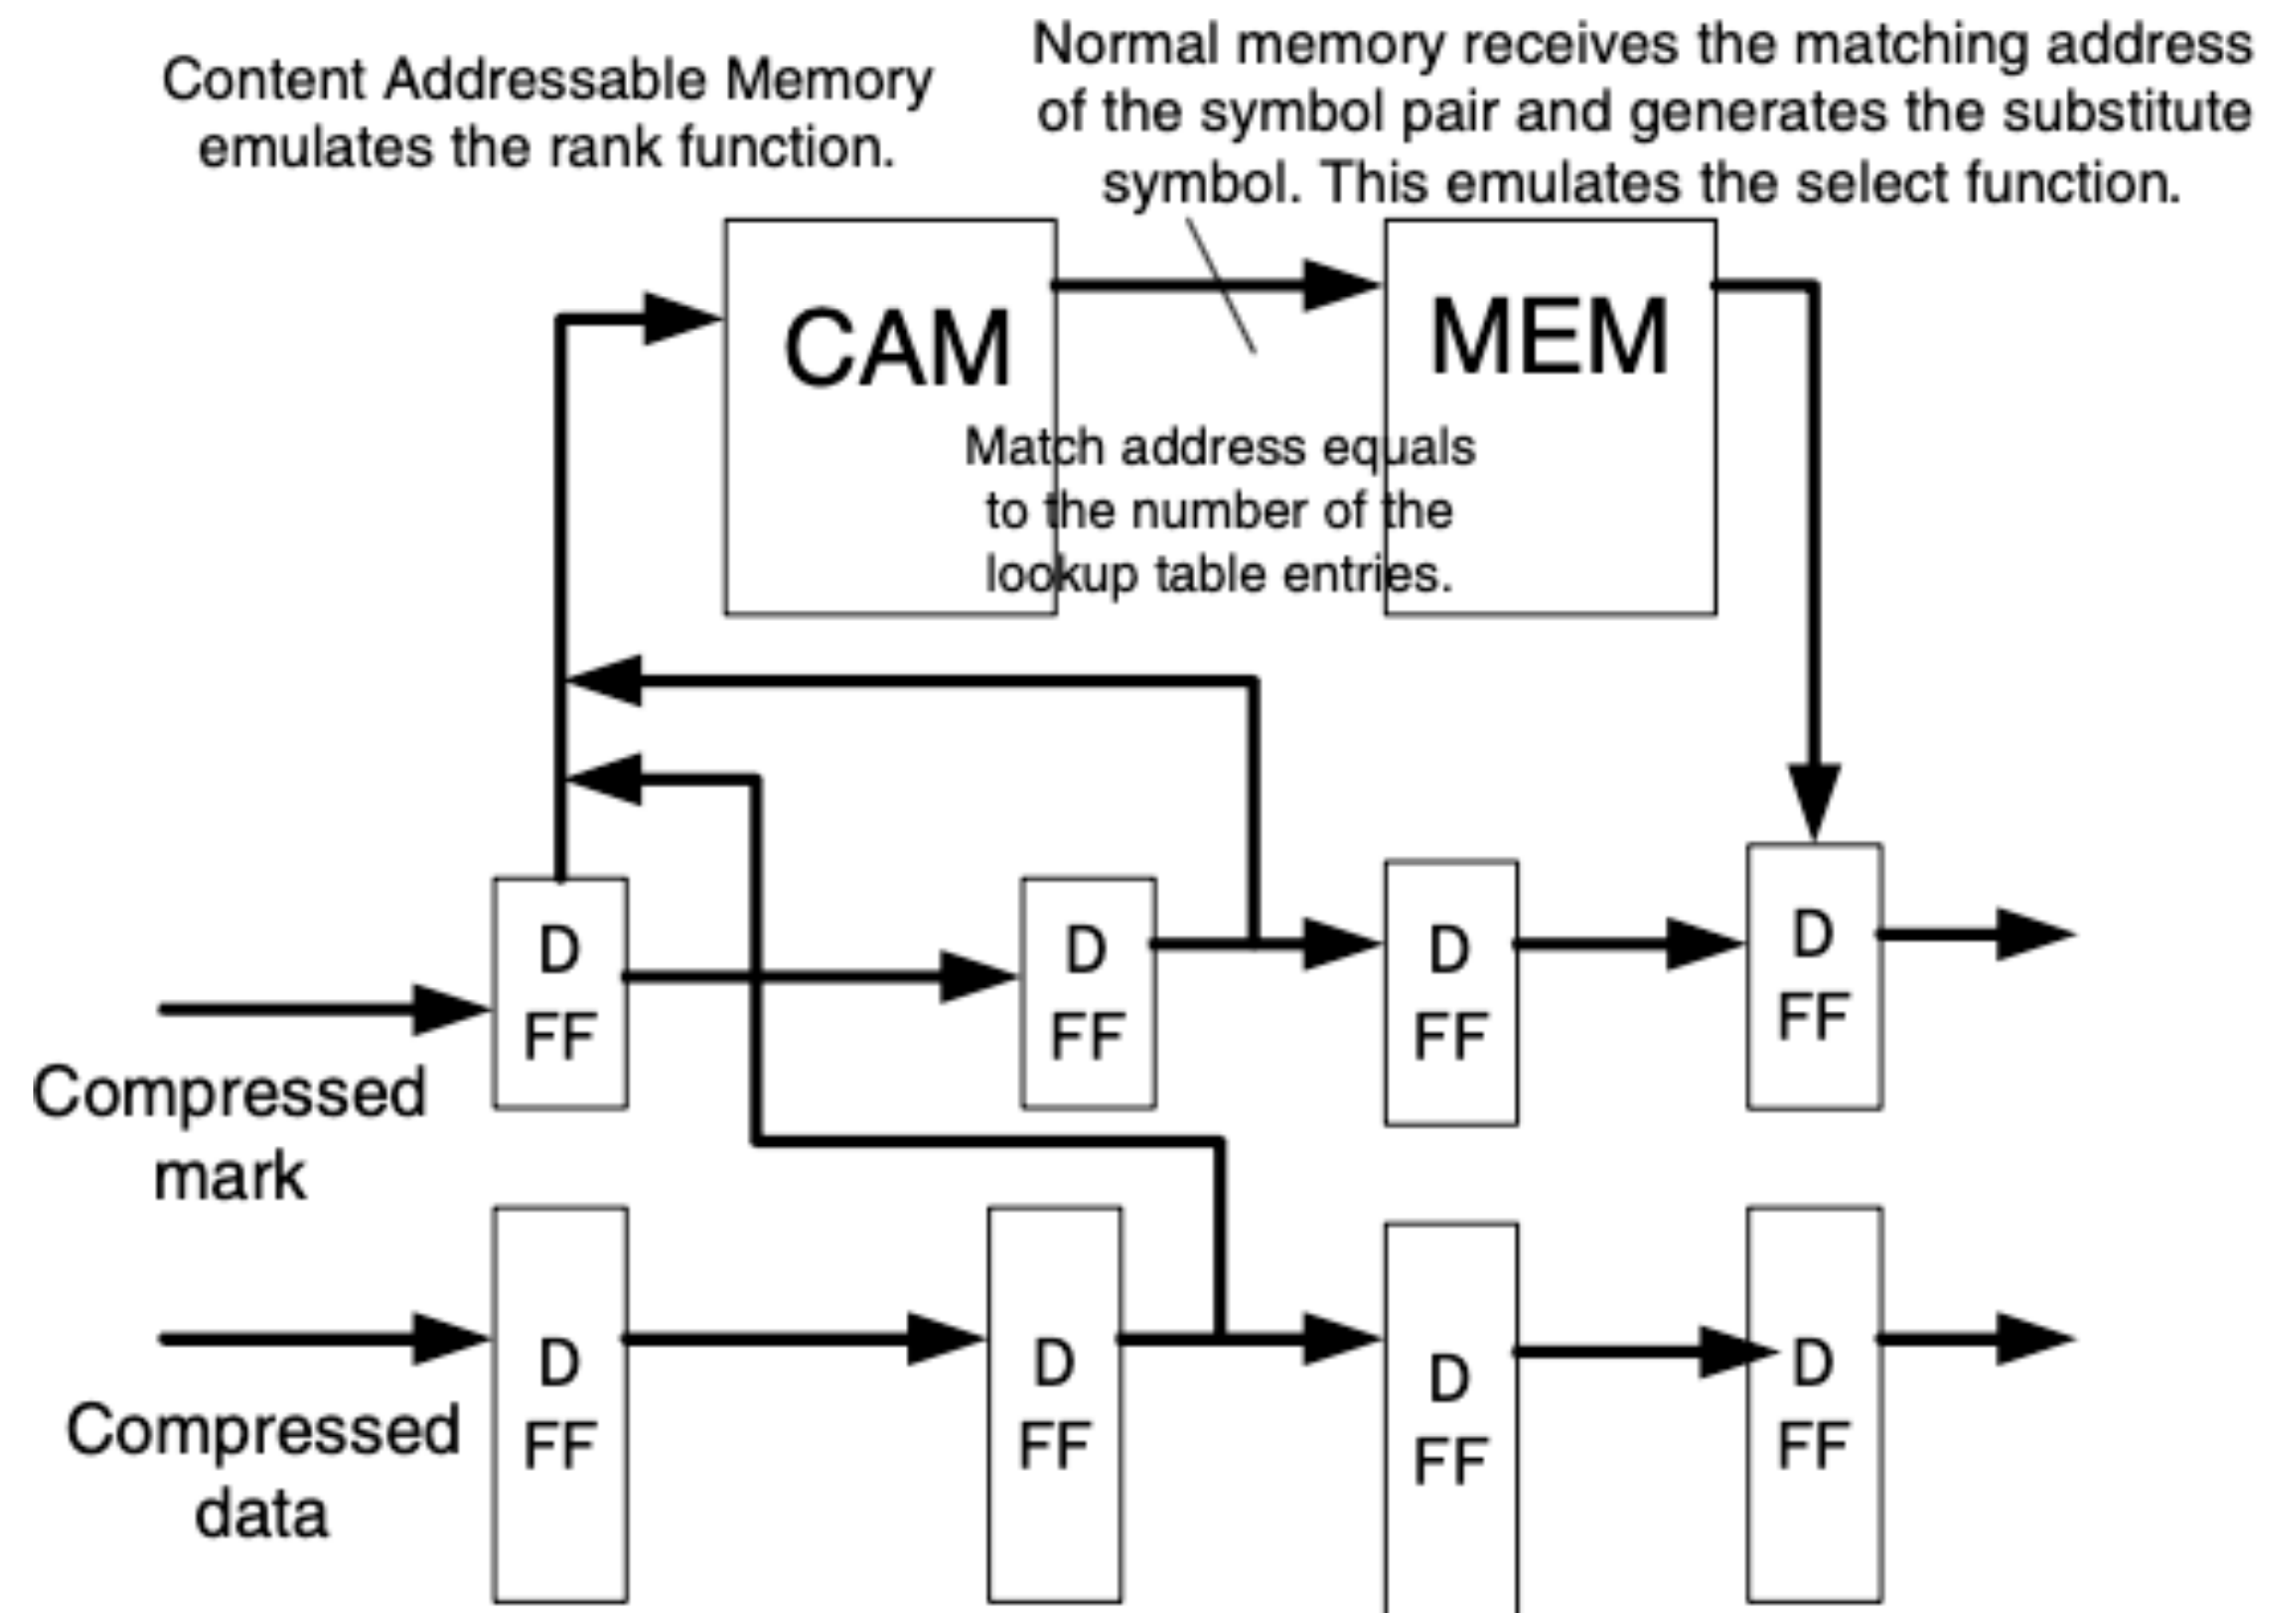 Content Addressable Memory
emulates the rank function.
Normal memory receives the matching address
of the symbol pair and generates the substitute
symbol. This emulates the select function.
CAM
MEM
Match address equals
to the number of the
lookup table entries.
D
FF
D
FF
D
FF
D
FF
Compressed
mark
D
FF
D
FF
D
FF
D
FF
Compressed
data